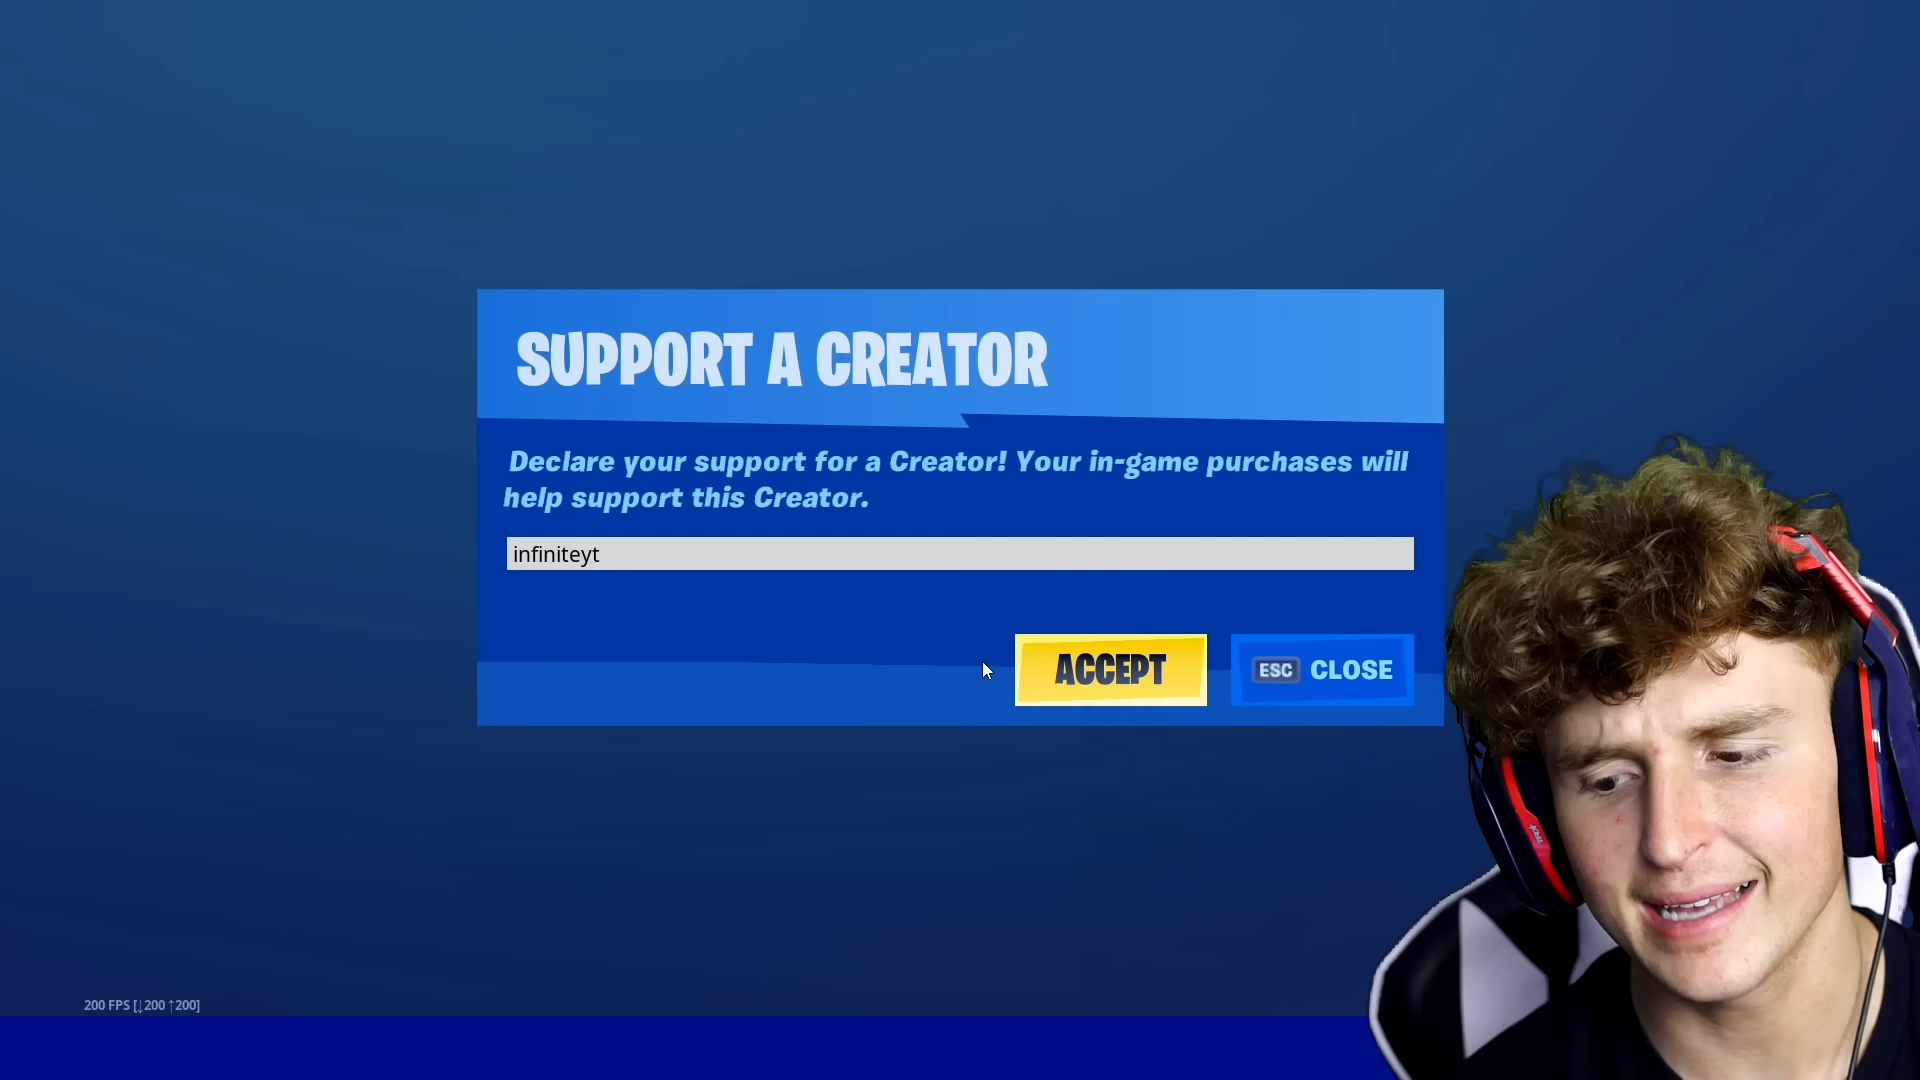 SUPPORT A CREATOR
Declare your support for a Creator! Your in-game purchases will
help support this Creator.
infiniteyt
ACCEPT
ESC CLOSE
200 FPS [↓200 ↑200]